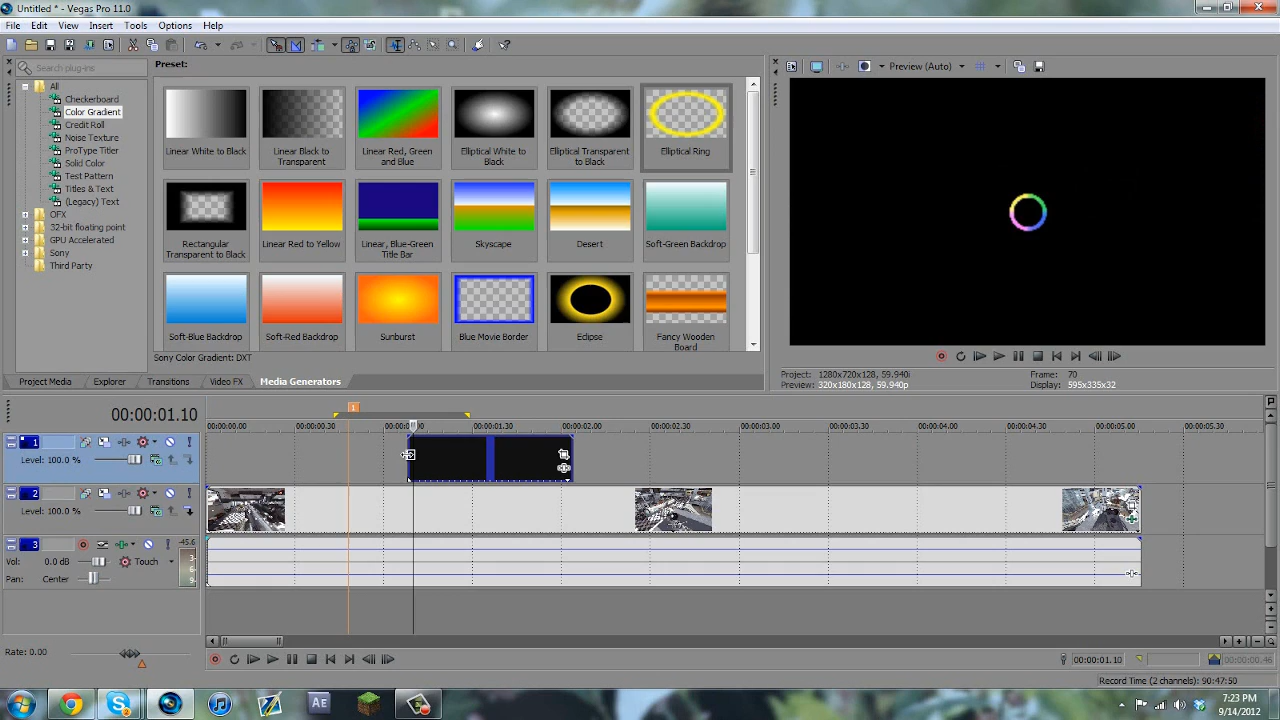 Untitled * - Vegas Pro 11.0
File Edit View Insert Tools Options Help
Search plug-ins
Preset:
Preview (Auto)
All
Checkerboard
Color Gradient
Credit Roll
Noise Texture
ProType Titler
Solid Color
Test Pattern
Titles & Text
(Legacy) Text
OFX
32-bit floating point
GPU Accelerated
Sony
Third Party
Linear White to Black
Linear Black to Transparent
Linear Red, Green and Blue
Elliptical White to Black
Elliptical Transparent to Black
Elliptical Ring
Rectangular Transparent to Black
Linear Red to Yellow
Linear, Blue-Green Title Bar
Skyscape
Desert
Soft-Green Backdrop
Soft-Blue Backdrop
Soft-Red Backdrop
Sunburst
Blue Movie Border
Eclipse
Fancy Wooden Board
Sony Color Gradient: DXT
Project Media Explorer Transitions Video FX Media Generators
Project: 1280x720x128, 59.940i
Preview: 320x180x128, 59.940p
Frame: 70
Display: 595x335x32
00:00:01.10
1
00:00:00.00 00:00:00.30 00:00:01.30 00:00:02.00 00:00:02.30 00:00:03.00 00:00:03.30 00:00:04.00 00:00:04.30 00:00:05.00 00:00:05.30
1
Level: 100.0 %
2
Level: 100.0 %
3
-45.6
Vol: 0.0 dB Touch
Pan: Center
Rate: 0.00
00:00:01.10
00:00:00.46
Record Time (2 channels): 90:47:50
AE
7:23 PM
9/14/2012